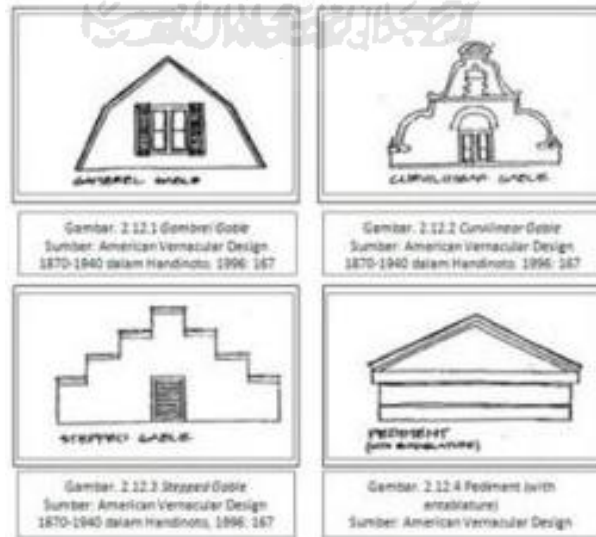 GAMBREL GABLE
CURVILINEAR GABLE
Gambar. 2.12.1 Gambrel Gable
Sumber: American Vernacular Design
1870-1940 dalam Handinoto, 1996: 167
Gambar. 2.12.2 Curvilinear Gable
Sumber: American Vernacular Design
1870-1940 dalam Handinoto, 1996: 167
STEPPED GABLE
PEDIMENT
(WITH ENTABLATURE)
Gambar. 2.12.3 Stepped Gable
Sumber: American Vernacular Design
1870-1940 dalam Handinoto, 1996: 167
Gambar. 2.12.4 Pediment (with
entablature)
Sumber: American Vernacular Design